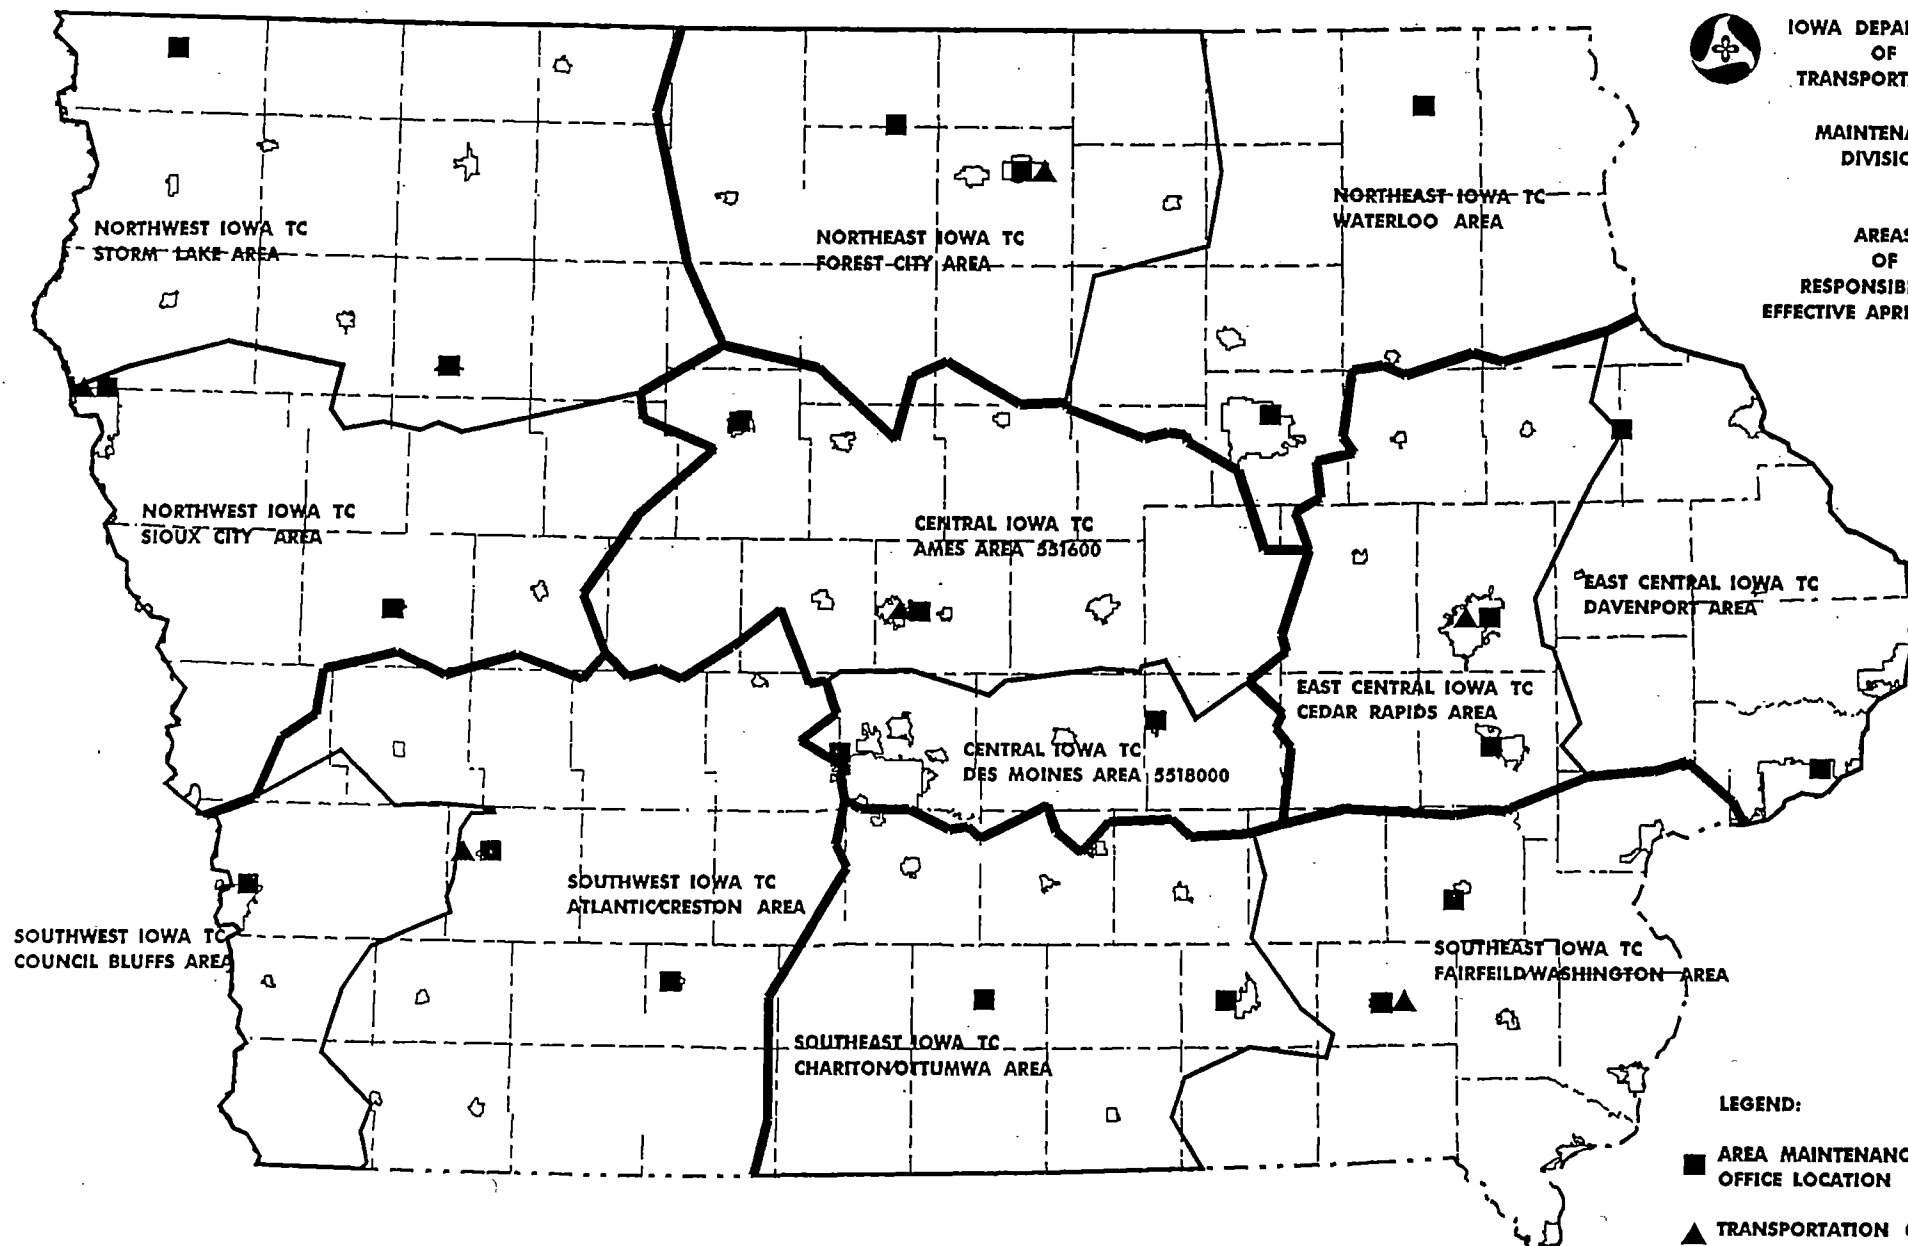 IOWA DEPAR
OF
TRANSPORT
MAINTENA
DIVISIO
AREAS
OF
RESPONSIB
EFFECTIVE APRI
NORTHWEST IOWA TC
STORM LAKE AREA
NORTHEAST IOWA TC
FOREST CITY AREA
NORTHEAST IOWA TC
WATERLOO AREA
NORTHWEST IOWA TC
SIOUX CITY AREA
CENTRAL IOWA TC
AMES AREA 551600
EAST CENTRAL IOWA TC
DAVENPORT AREA
EAST CENTRAL IOWA TC
CEDAR RAPIDS AREA
CENTRAL IOWA TC
DES MOINES AREA 5518000
SOUTHWEST IOWA TC
ATLANTIC/CRESTON AREA
SOUTHWEST IOWA TC
COUNCIL BLUFFS AREA
SOUTHEAST IOWA TC
FAIRFEILD/WASHINGTON AREA
SOUTHEAST IOWA TC
CHARITON/OTTUMWA AREA
LEGEND:
AREA MAINTENANC
OFFICE LOCATION
TRANSPORTATION